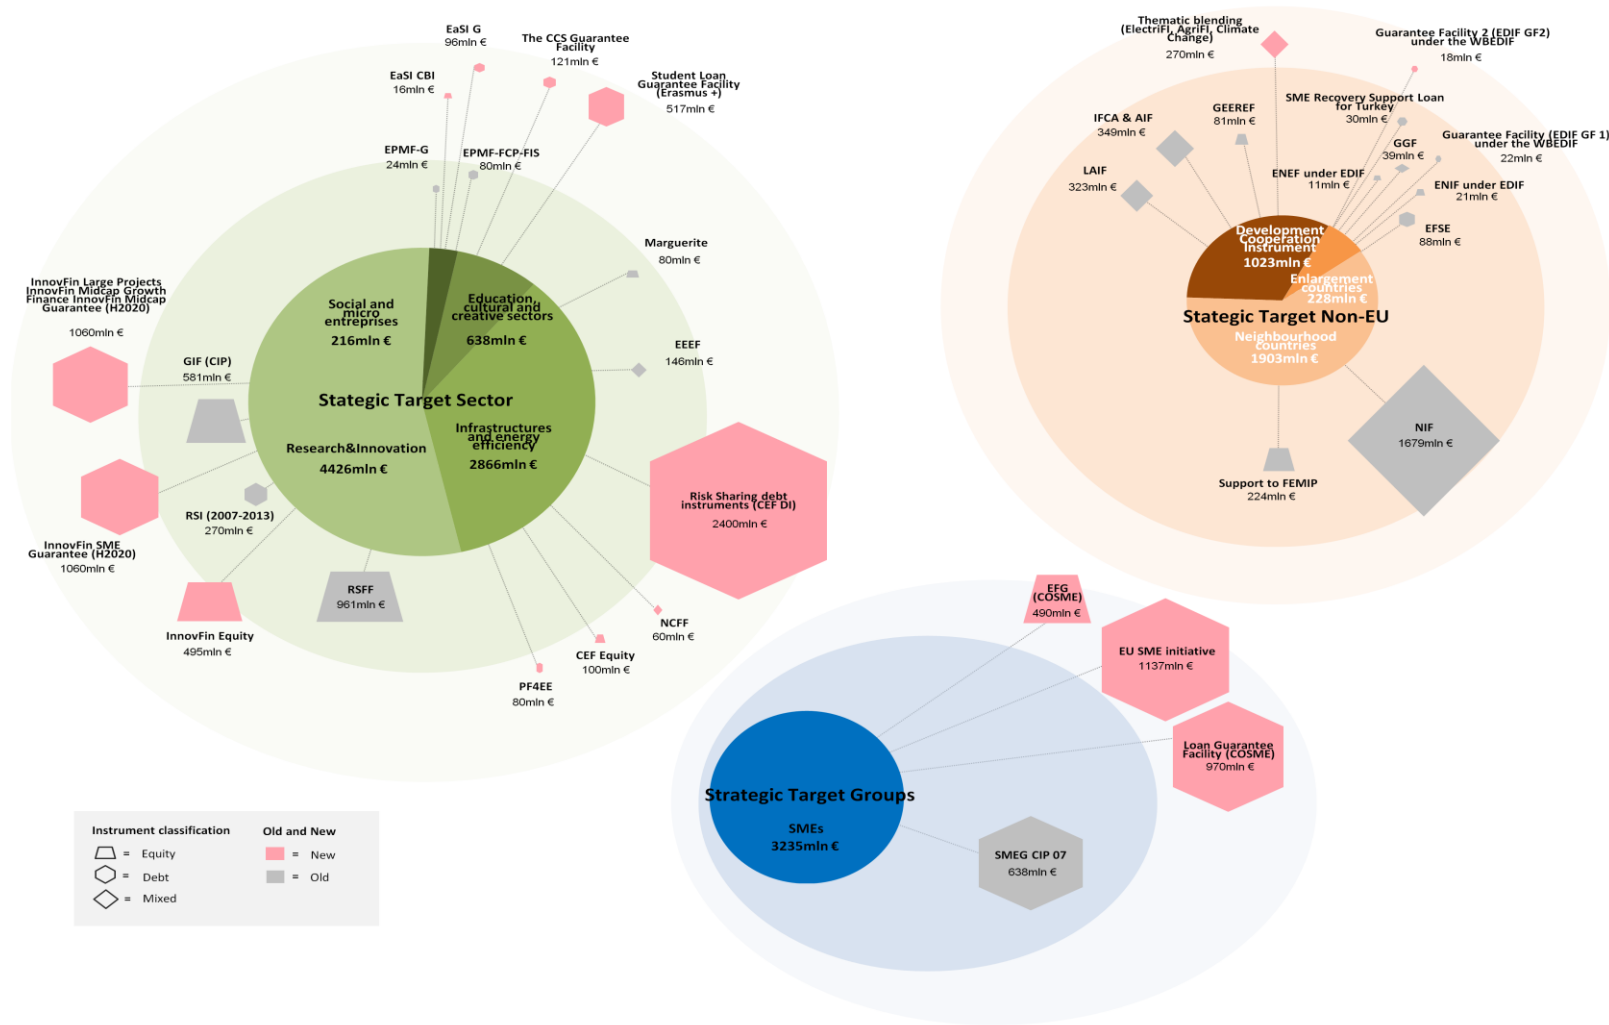 EaSI G
96mln €
The CCS Guarantee
Facility
121mln €
EaSI CBI
16mln €
Student Loan
Guarantee Facility
(Erasmus +)
517mln €
EPMF-G
24mln €
EPMF-FCP-FIS
80mln €
Marguerite
80mln €
EEEF
146mln €
InnovFin Large Projects
InnovFin Midcap Growth
Finance InnovFin Midcap
Guarantee (H2020)
1060mln €
GIF (CIP)
581mln €
Social and
micro
entreprises
216mln €
Education,
cultural and
creative sectors
638mln €
Stategic Target Sector
Research&Innovation
4426mln €
Infrastructures
and energy
efficiency
2866mln €
Risk Sharing debt
instruments (CEF DI)
2400mln €
RSI (2007-2013)
270mln €
InnovFin SME
Guarantee (H2020)
1060mln €
RSFF
961mln €
InnovFin Equity
495mln €
NCFF
60mln €
CEF Equity
100mln €
PF4EE
80mln €
Thematic blending
(ElectriFI, AgriFI, Climate
Change)
270mln €
Guarantee Facility 2 (EDIF GF2)
under the WBEDIF
18mln €
SME Recovery Support Loan
for Turkey
30mln €
GEEREF
81mln €
IFCA & AIF
349mln €
Guarantee Facility (EDIF GF 1)
under the WBEDIF
22mln €
GGF
39mln €
LAIF
323mln €
ENEF under EDIF
11mln €
ENIF under EDIF
21mln €
EFSE
88mln €
Development
Cooperation
Instrument
1023mln €
Enlargement
countries
228mln €
Stategic Target Non-EU
Neighbourhood
countries
1903mln €
NIF
1679mln €
Support to FEMIP
224mln €
EFG
(COSME)
490mln €
EU SME initiative
1137mln €
Loan Guarantee
Facility (COSME)
970mln €
Strategic Target Groups
SMEs
3235mln €
SMEG CIP 07
638mln €
Instrument classification
= Equity
= Debt
= Mixed
Old and New
= New
= Old